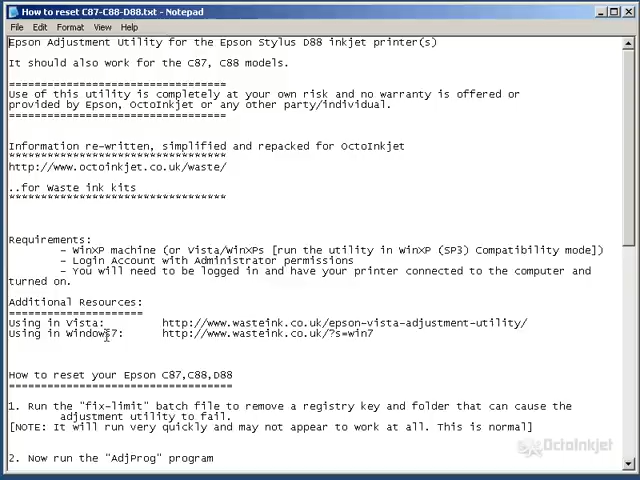 How to reset C87-C88-D88.txt - Notepad
File Edit Format View Help
Epson Adjustment Utility for the Epson Stylus D88 inkjet printer(s)
It should also work for the C87, C88 models.
==================================
Use of this utility is completely at your own risk and no warranty is offered or
provided by Epson, OctoInkjet or any other party/individual.
==================================
Information re-written, simplified and repacked for OctoInkjet
**********************************
http://www.octoinkjet.co.uk/waste/
..for Waste ink kits
**********************************
Requirements:
- WinXP machine (or Vista/WinXPs [run the utility in WinXP (SP3) Compatibility mode])
- Login Account with Administrator permissions
- You will need to be logged in and have your printer connected to the computer and
turned on.
Additional Resources:
=====================
Using in Vista: http://www.wasteink.co.uk/epson-vista-adjustment-utility/
Using in Windows7: http://www.wasteink.co.uk/?s=win7
How to reset your Epson C87,C88,D88
===================================
1. Run the "fix-limit" batch file to remove a registry key and folder that can cause the
adjustment utility to fail.
[NOTE: It will run very quickly and may not appear to work at all. This is normal]
2. Now run the "AdjProg" program
OctoInkjet